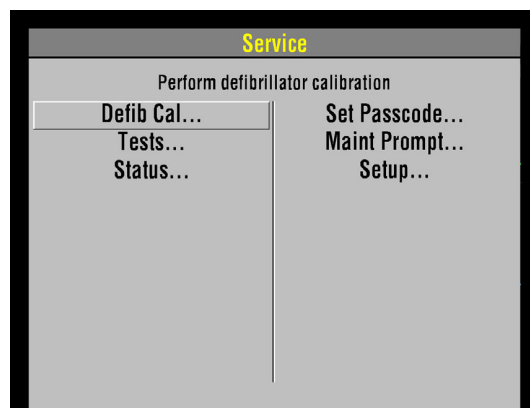 Service
Perform defibrillator calibration
Defib Cal...
Tests...
Status...
Set Passcode...
Maint Prompt...
Setup...